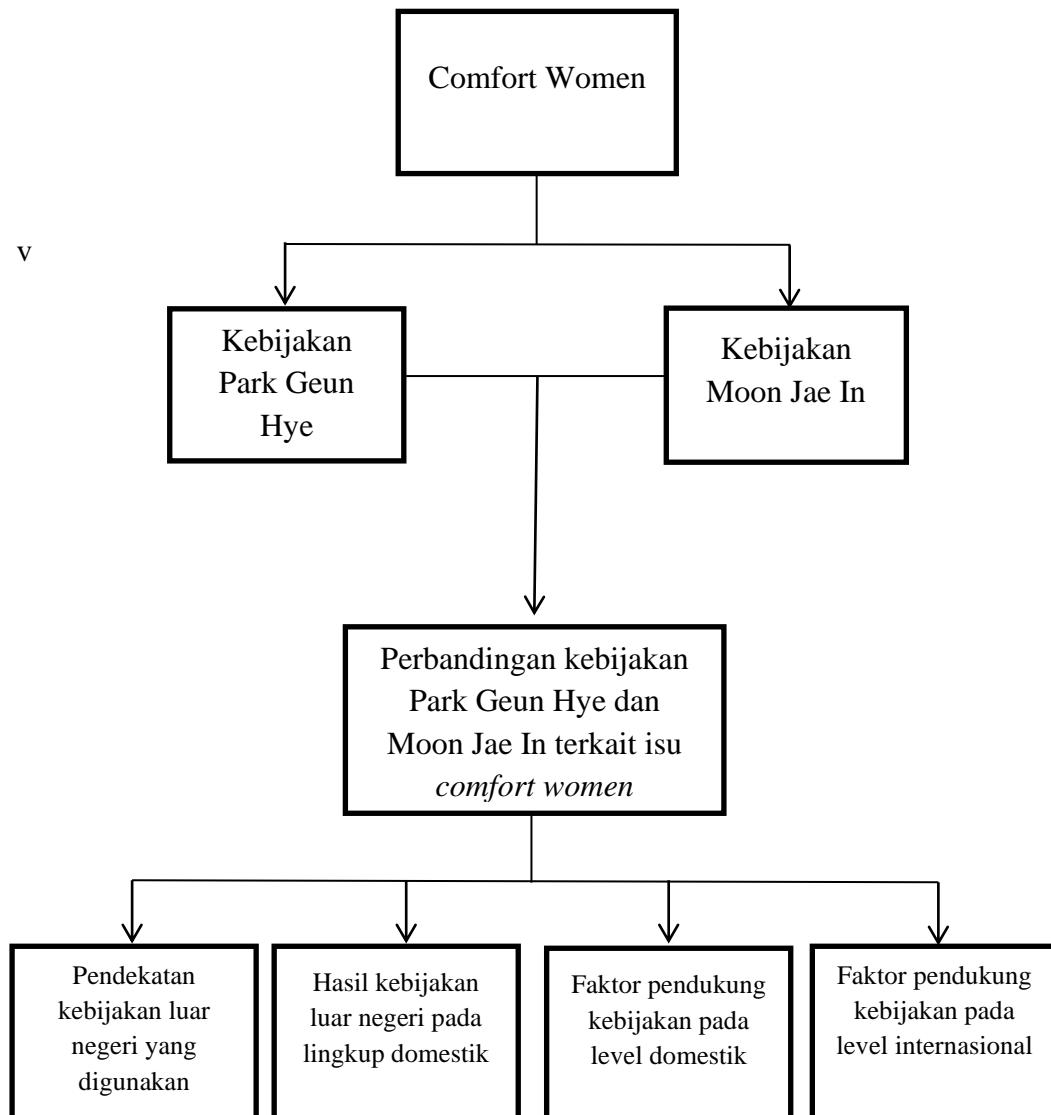 Comfort Women
v
Kebijakan
Park Geun
Hye
Kebijakan
Moon Jae In
Perbandingan kebijakan
Park Geun Hye dan
Moon Jae In terkait isu
comfort women
Pendekatan
kebijakan luar
negeri yang
digunakan
Hasil kebijakan
luar negeri pada
lingkup domestik
Faktor pendukung
kebijakan pada
level domestik
Faktor pendukung
kebijakan pada
level internasional